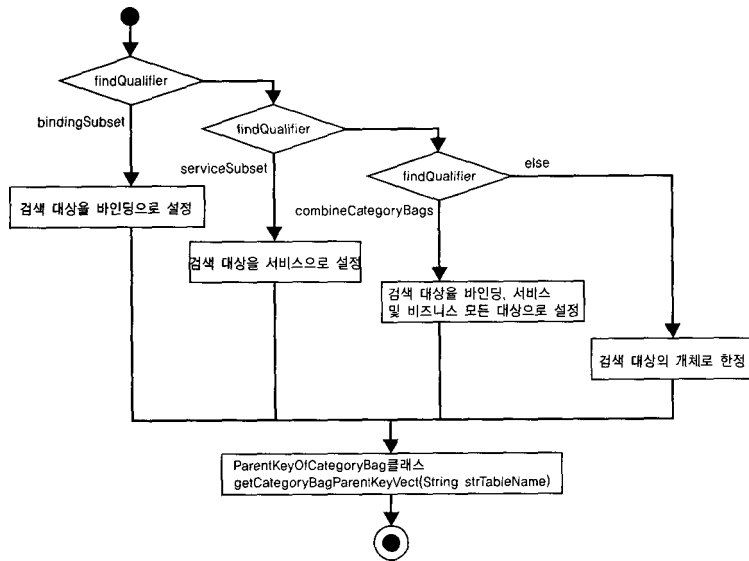 findQualifier
bindingSubset
findQualifier
serviceSubset
findQualifier
else
combineCategoryBags
검색 대상을 바인딩으로 설정
검색 대상을 서비스으로 설정
검색 대상을 바인딩, 서비스
및 비즈니스 모든 대상으로 설정
검색 대상의 개체로 한정
ParentKeyOfCategoryBag클래스
getCategoryBagParentKeyVect(String strTableName)